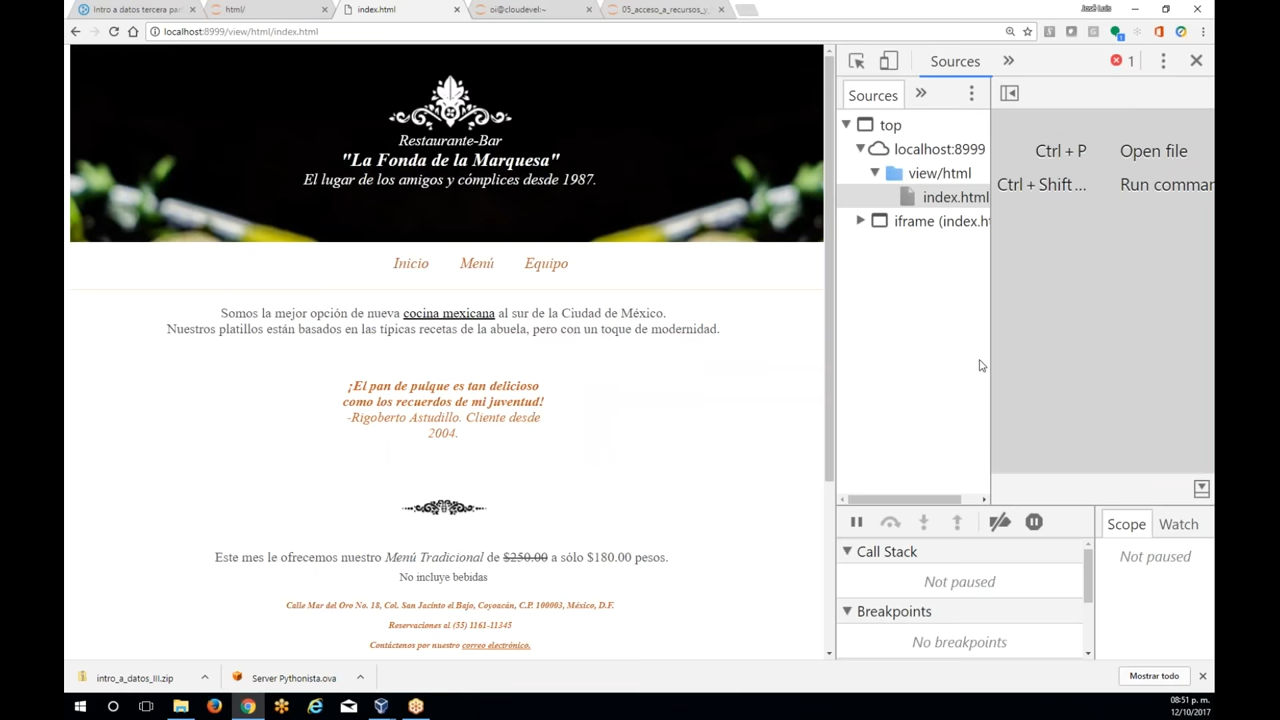 Intro a datos tercera par
html/
index.html
oi@cloudevel:~
05_acceso_a_recursos_y_
José Luis
localhost:8999/view/html/index.html
Restaurante-Bar
"La Fonda de la Marquesa"
El lugar de los amigos y cómplices desde 1987.
Inicio Menú Equipo
Somos la mejor opción de nueva cocina mexicana al sur de la Ciudad de México.
Nuestros platillos están basados en las típicas recetas de la abuela, pero con un toque de modernidad.
¡El pan de pulque es tan delicioso
como los recuerdos de mi juventud!
-Rigoberto Astudillo. Cliente desde
2004.
Este mes le ofrecemos nuestro Menú Tradicional de $250.00 a sólo $180.00 pesos.
No incluye bebidas
Calle Mar del Oro No. 18, Col. San Jacinto el Bajo, Coyoacán, C.P. 100003, México, D.F.
Reservaciones al (55) 1161-11345
Contáctenos por nuestro correo electrónico.
Sources » 1
Sources »
top
localhost:8999
view/html
index.html
iframe (index.ht
Ctrl + P Open file
Ctrl + Shift ... Run comman
Scope Watch
Not paused
Call Stack
Not paused
Breakpoints
No breakpoints
intro_a_datos_III.zip
Server Pythonista.ova
Mostrar todo
08:51 p. m.
12/10/2017